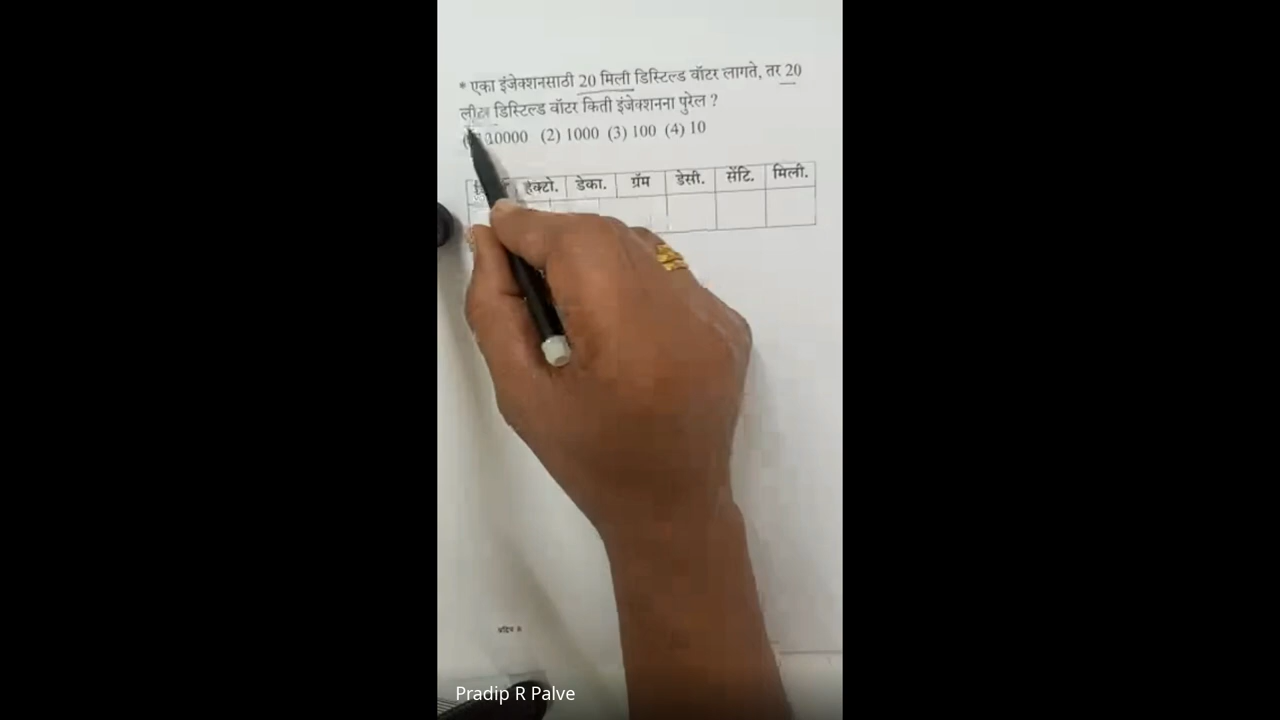 * एका इंजेक्शनसाठी 20 मिली डिस्टिल्ड वॉटर लागते, तर 20
डिस्टिल्ड वॉटर किती इंजेक्शनना पुरेल ?
10000 (2) 1000 (3) 100 (4) 10
हेक्टो. डेका. ग्रॅम डेसी. सेंटि. मिली.
Pradip R Palve